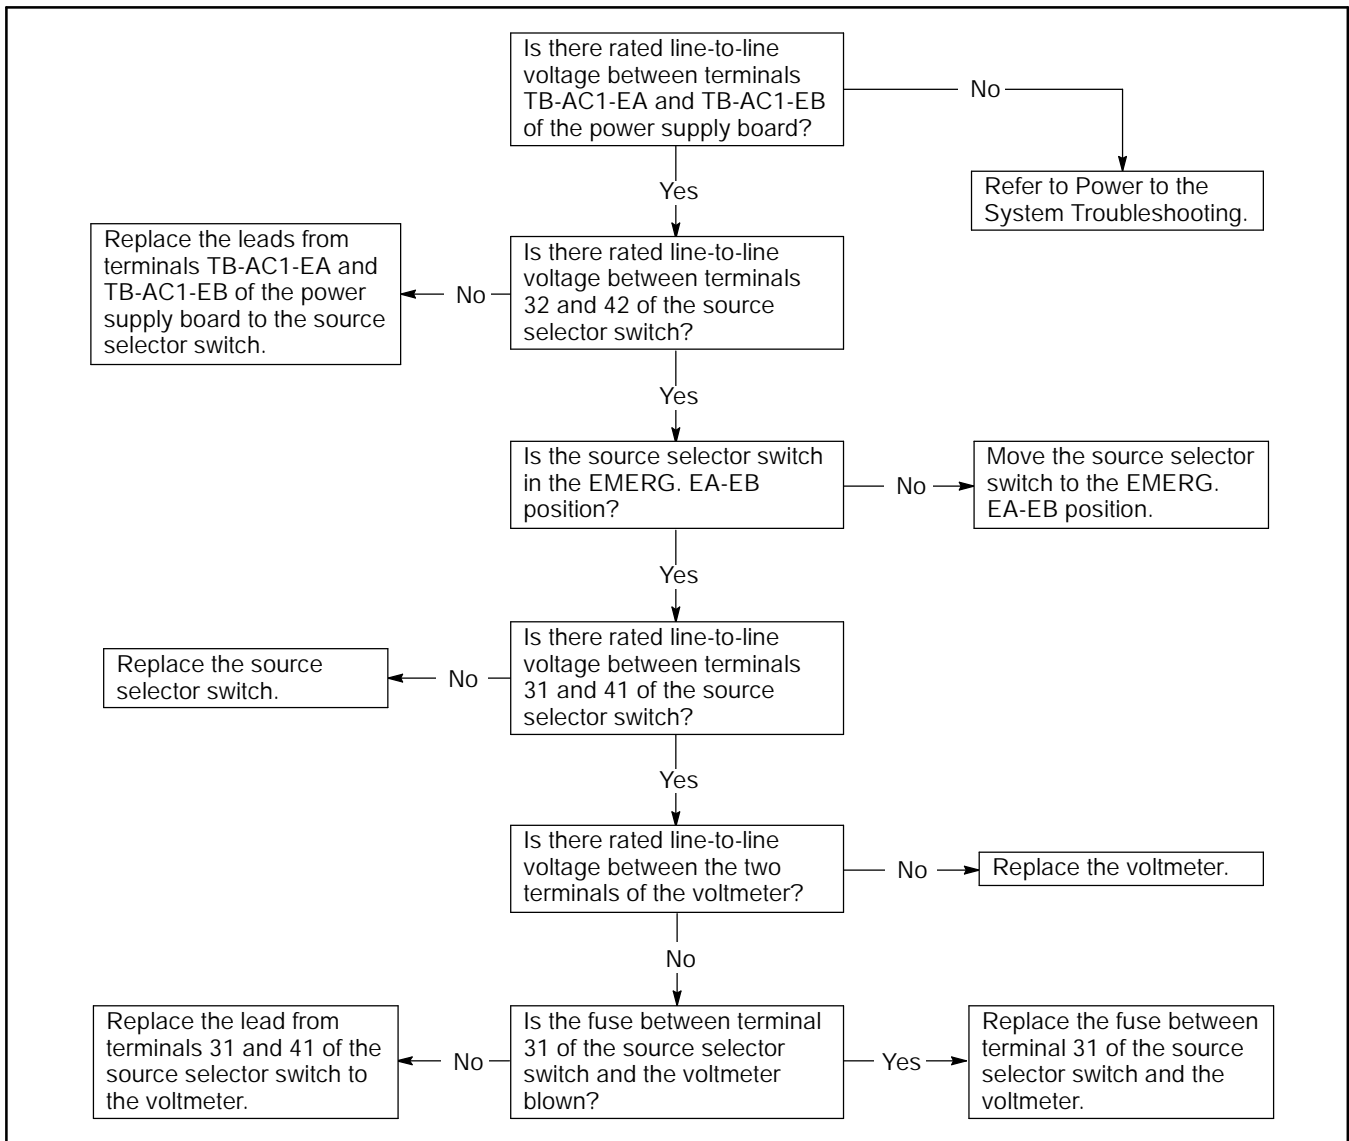 Is there rated line-to-line
voltage between terminals
TB-AC1-EA and TB-AC1-EB
of the power supply board?
No
Refer to Power to the
System Troubleshooting.
Yes
Is there rated line-to-line
voltage between terminals
32 and 42 of the source
selector switch?
No
Replace the leads from
terminals TB-AC1-EA and
TB-AC1-EB of the power
supply board to the source
selector switch.
Yes
Is the source selector switch
in the EMERG. EA-EB
position?
No
Move the source selector
switch to the EMERG.
EA-EB position.
Yes
Is there rated line-to-line
voltage between terminals
31 and 41 of the source
selector switch?
No
Replace the source
selector switch.
Yes
Is there rated line-to-line
voltage between the two
terminals of the voltmeter?
No
Replace the voltmeter.
No
Is the fuse between terminal
31 of the source selector
switch and the voltmeter
blown?
No
Replace the lead from
terminals 31 and 41 of the
source selector switch to
the voltmeter.
Yes
Replace the fuse between
terminal 31 of the source
selector switch and the
voltmeter.